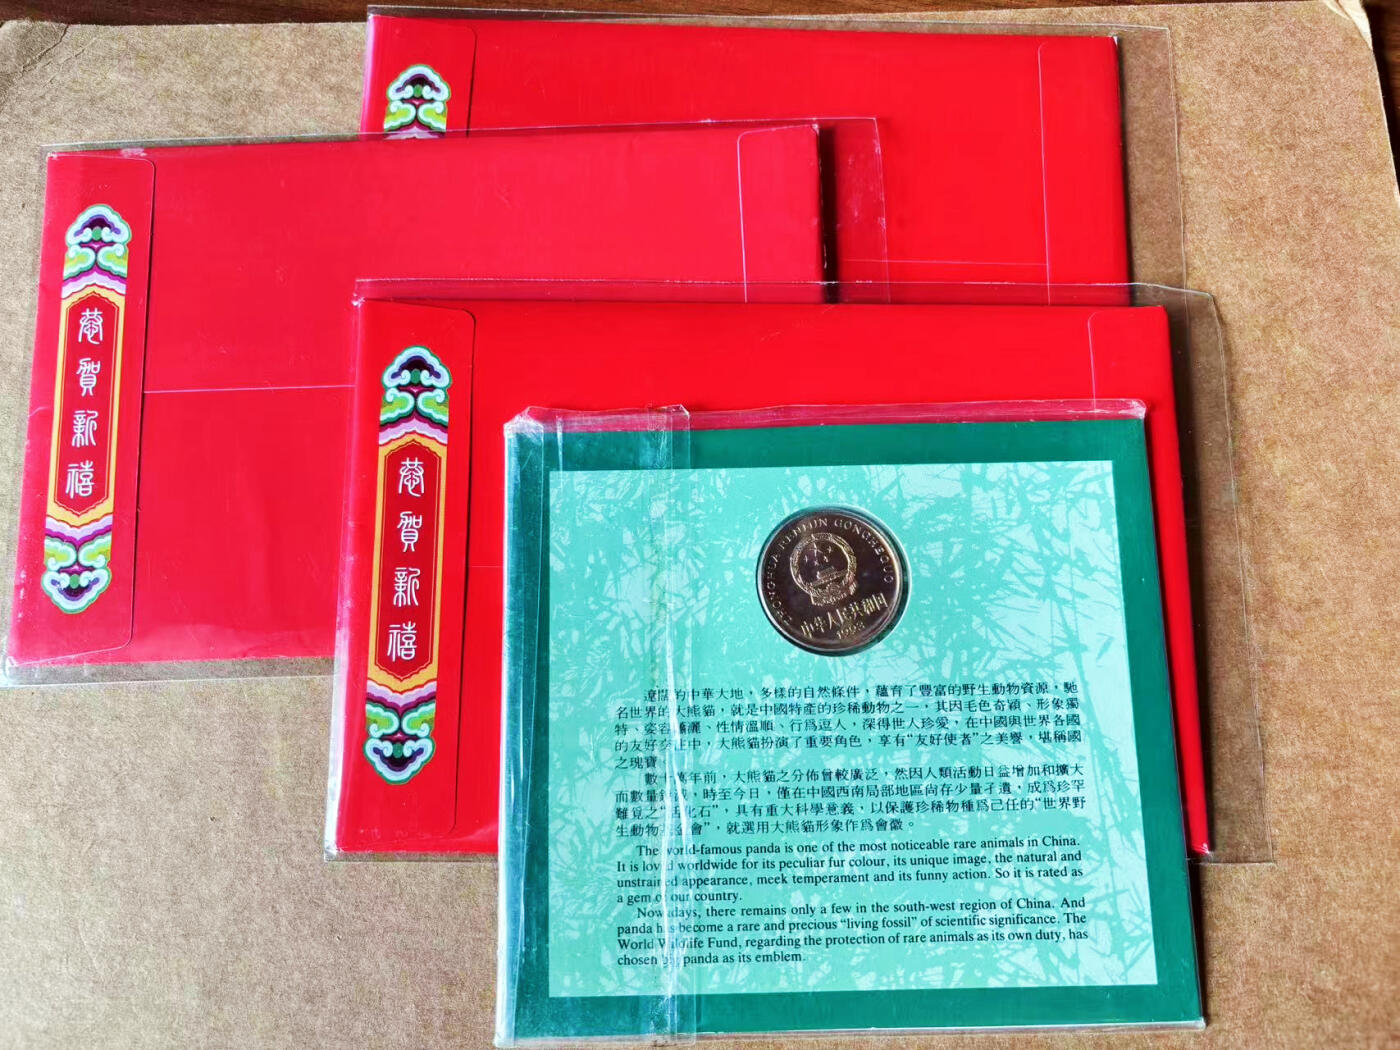 恭賀新禧
恭賀新禧
ZHONGHUA RENMIN GONGHEGUO
中华人民共和国
1993
遼闊的中華大地，多樣的自然條件，蘊育了豐富的野生動物資源，馳
名世界的大熊貓，就是中國特產的珍稀動物之一，其因毛色奇穎、形象獨
特、姿容瀟灑、性情溫順、行爲逗人，深得世人珍愛，在中國與世界各國
的友好交往中，大熊貓扮演了重要角色，享有“友好使者”之美譽，堪稱國
之瑰寶。
數十萬年前，大熊貓之分佈曾較廣泛，然因人類活動日益增加和擴大
而數量銳減，時至今日，僅在中國西南局部地區尚存少量孑遺，成爲珍罕
難覓之“活化石”，具有重大科學意義，以保護珍稀物種爲己任的“世界野
生動物基金會”，就選用大熊貓形象作爲會徽。
The world-famous panda is one of the most noticeable rare animals in China.
It is loved worldwide for its peculiar fur colour, its unique image, the natural and
unstrained appearance, meek temperament and its funny action. So it is rated as
a gem of our country.
Nowadays, there remains only a few in the south-west region of China. And
panda has become a rare and precious “living fossil” of scientific significance. The
World Wildlife Fund, regarding the protection of rare animals as its own duty, has
chosen big panda as its emblem.